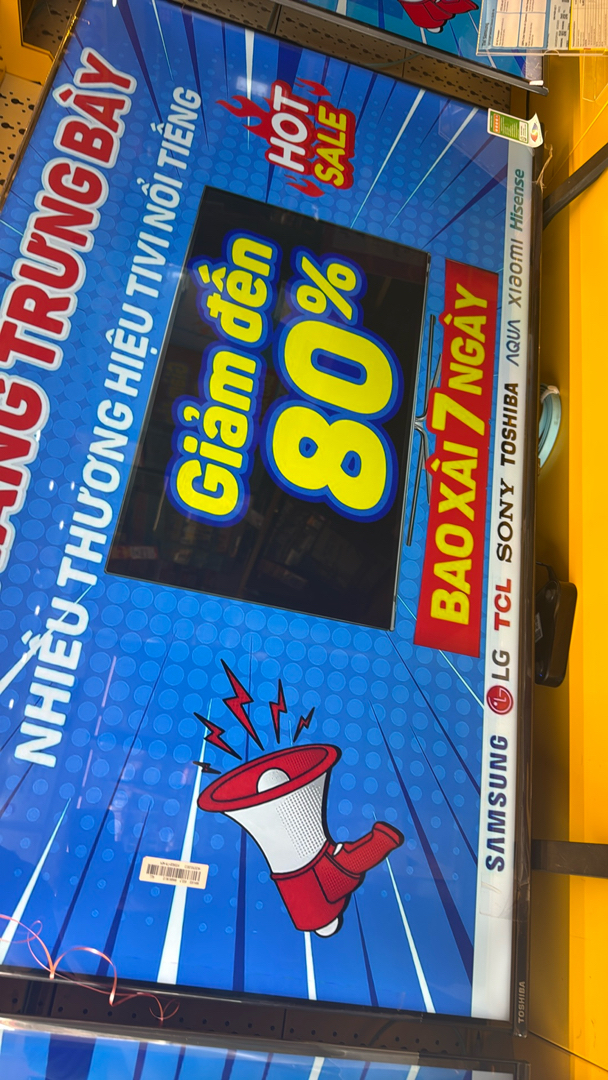 HÀNG TRƯNG BÀY
NHIỀU THƯƠNG HIỆU TIVI NỔI TIẾNG
HOT
SALE
Giảm đến
80%
BAO XÀI 7 NGÀY
SAMSUNG LG TCL SONY TOSHIBA AQUA xiaomi Hisense
TOSHIBA